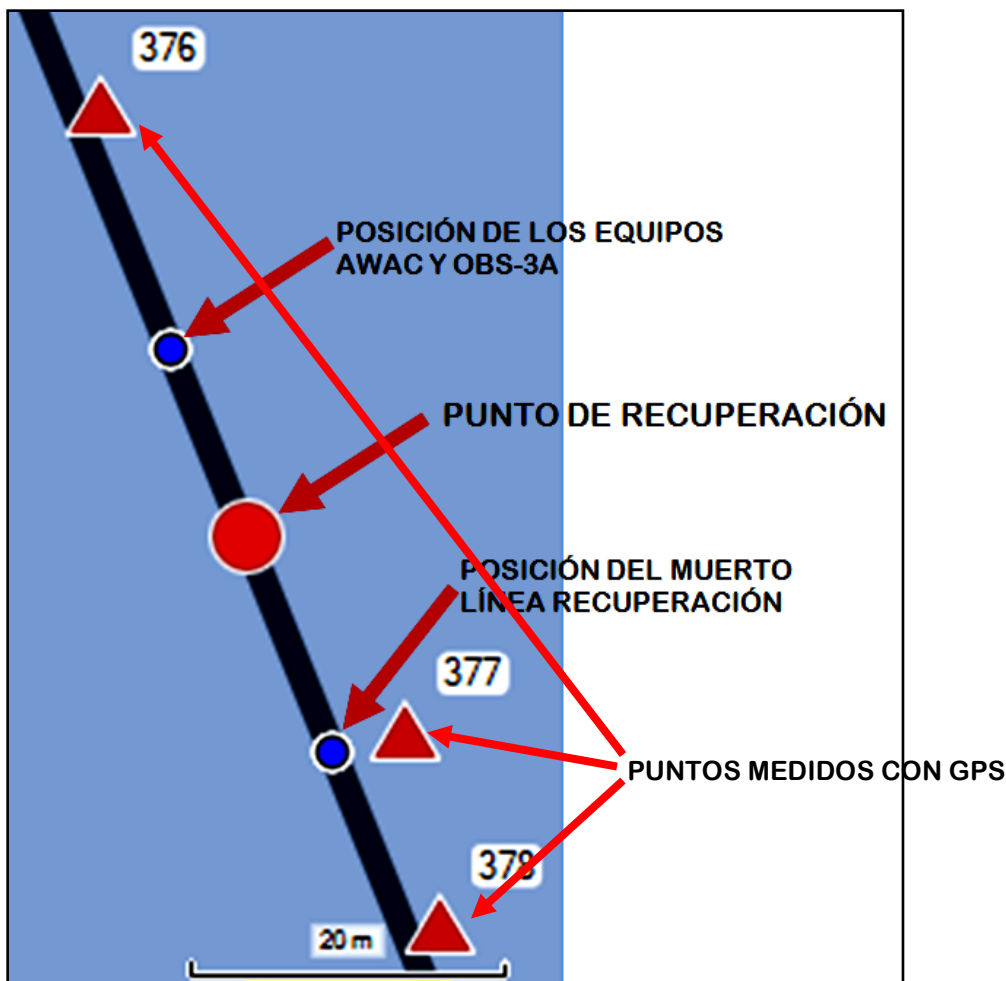 376
POSICIÓN DE LOS EQUIPOS
AWAC Y OBS-3A
PUNTO DE RECUPERACIÓN
POSICIÓN DEL MUERTO
LÍNEA RECUPERACIÓN
377
PUNTOS MEDIDOS CON GPS
378
20 m